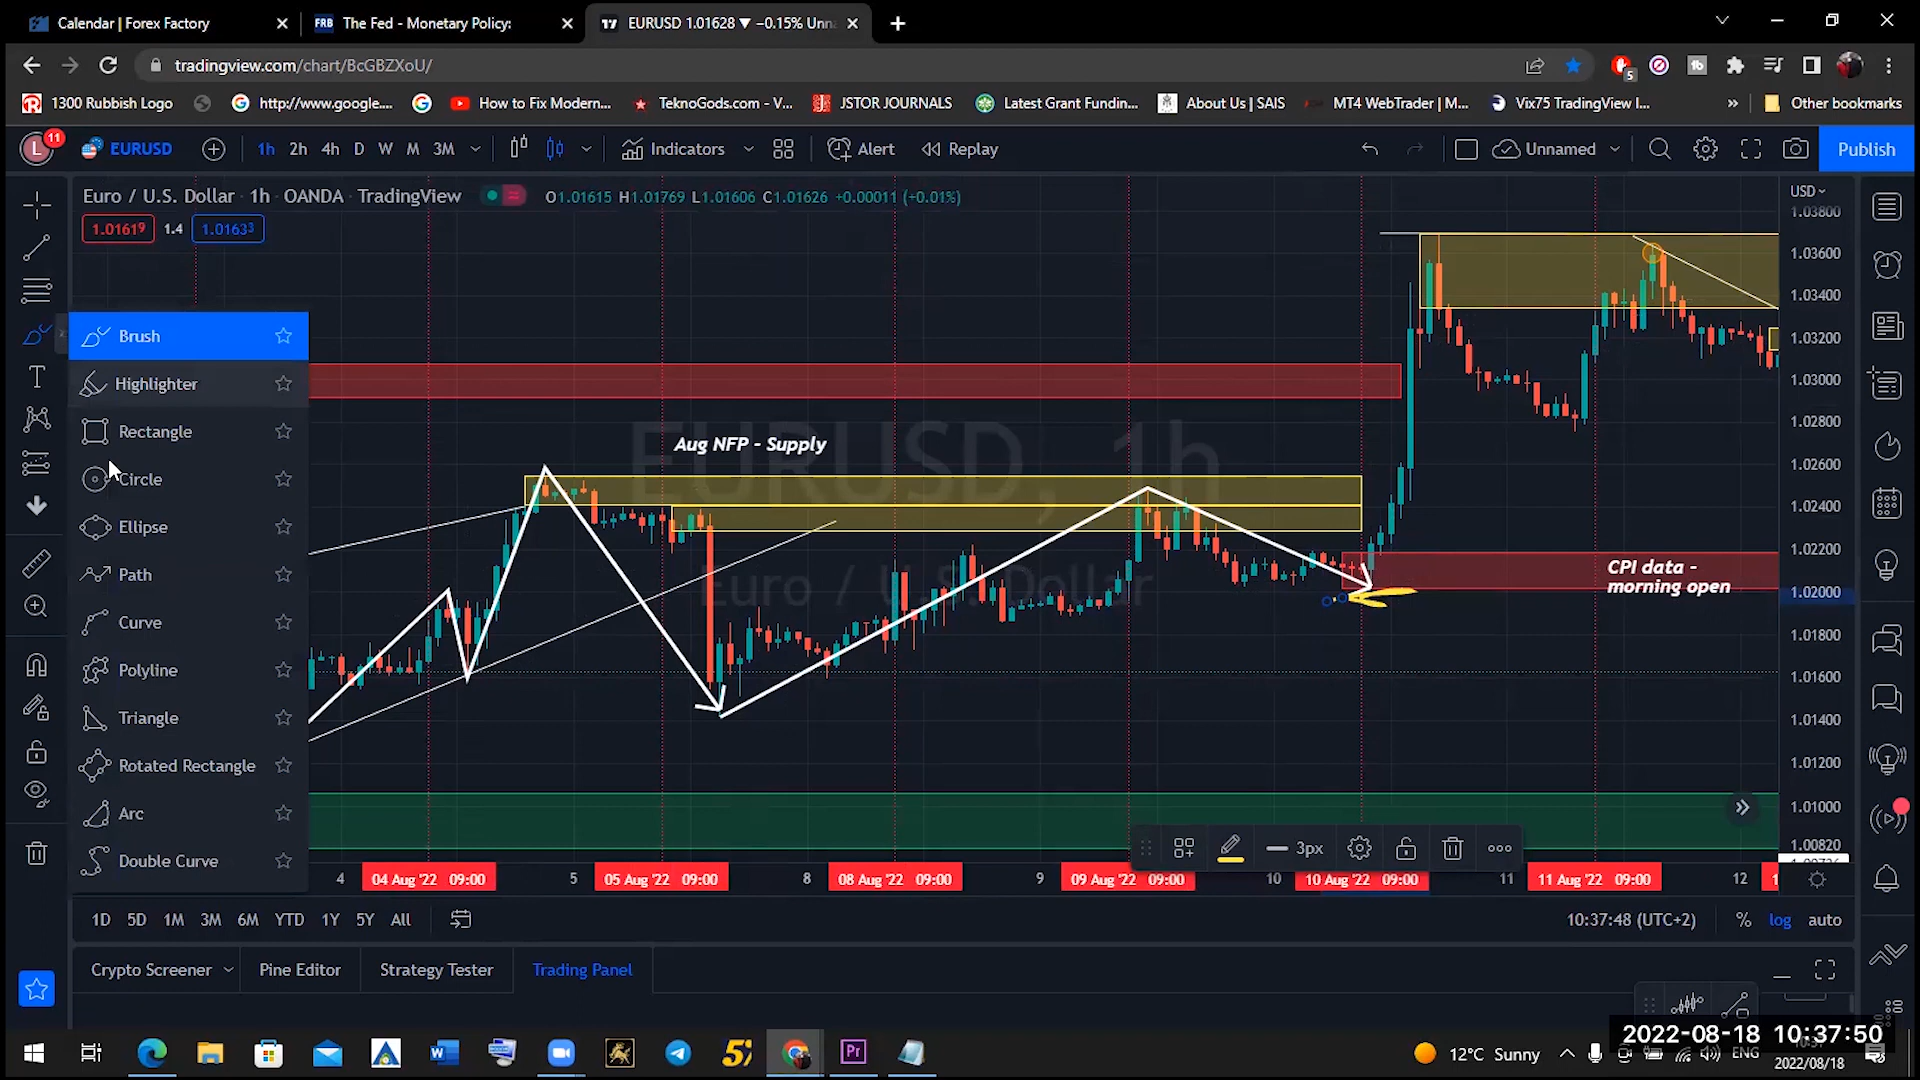 Calendar | Forex Factory
FRB The Fed - Monetary Policy:
EURUSD 1.01628 ▼ −0.15% Unn
tradingview.com/chart/BcGBZXoU/
5
1300 Rubbish Logo
http://www.google....
How to Fix Modern...
TeknoGods.com - V...
JSTOR JOURNALS
Latest Grant Fundin...
About Us | SAIS
MT4 WebTrader | M...
Vix75 TradingView I...
»
Other bookmarks
L 11
EURUSD
1h 2h 4h D W M 3M
Indicators
Alert
Replay
Unnamed
Publish
Euro / U.S. Dollar · 1h · OANDA · TradingView
O1.01615 H1.01769 L1.01606 C1.01626 +0.00011 (+0.01%)
USD
1.01619 1.4 1.01633
1.03800
1.03600
1.03400
1.03200
1.03000
1.02800
1.02600
1.02400
1.02200
1.02000
1.01800
1.01600
1.01400
1.01200
1.01000
1.00820
Brush
Highlighter
Rectangle
Circle
Ellipse
Path
Curve
Polyline
Triangle
Rotated Rectangle
Arc
Double Curve
EURUSD, 1h
Euro / U.S. Dollar
Aug NFP - Supply
CPI data -
morning open
3px
4 04 Aug '22 09:00 5 05 Aug '22 09:00 8 08 Aug '22 09:00 9 09 Aug '22 09:00 10 10 Aug '22 09:00 11 11 Aug '22 09:00 12 1
1D 5D 1M 3M 6M YTD 1Y 5Y All
10:37:48 (UTC+2) % log auto
Crypto Screener
Pine Editor
Strategy Tester
Trading Panel
2022-08-18 10:37:50
12°C Sunny
ENG
2022/08/18
Pr